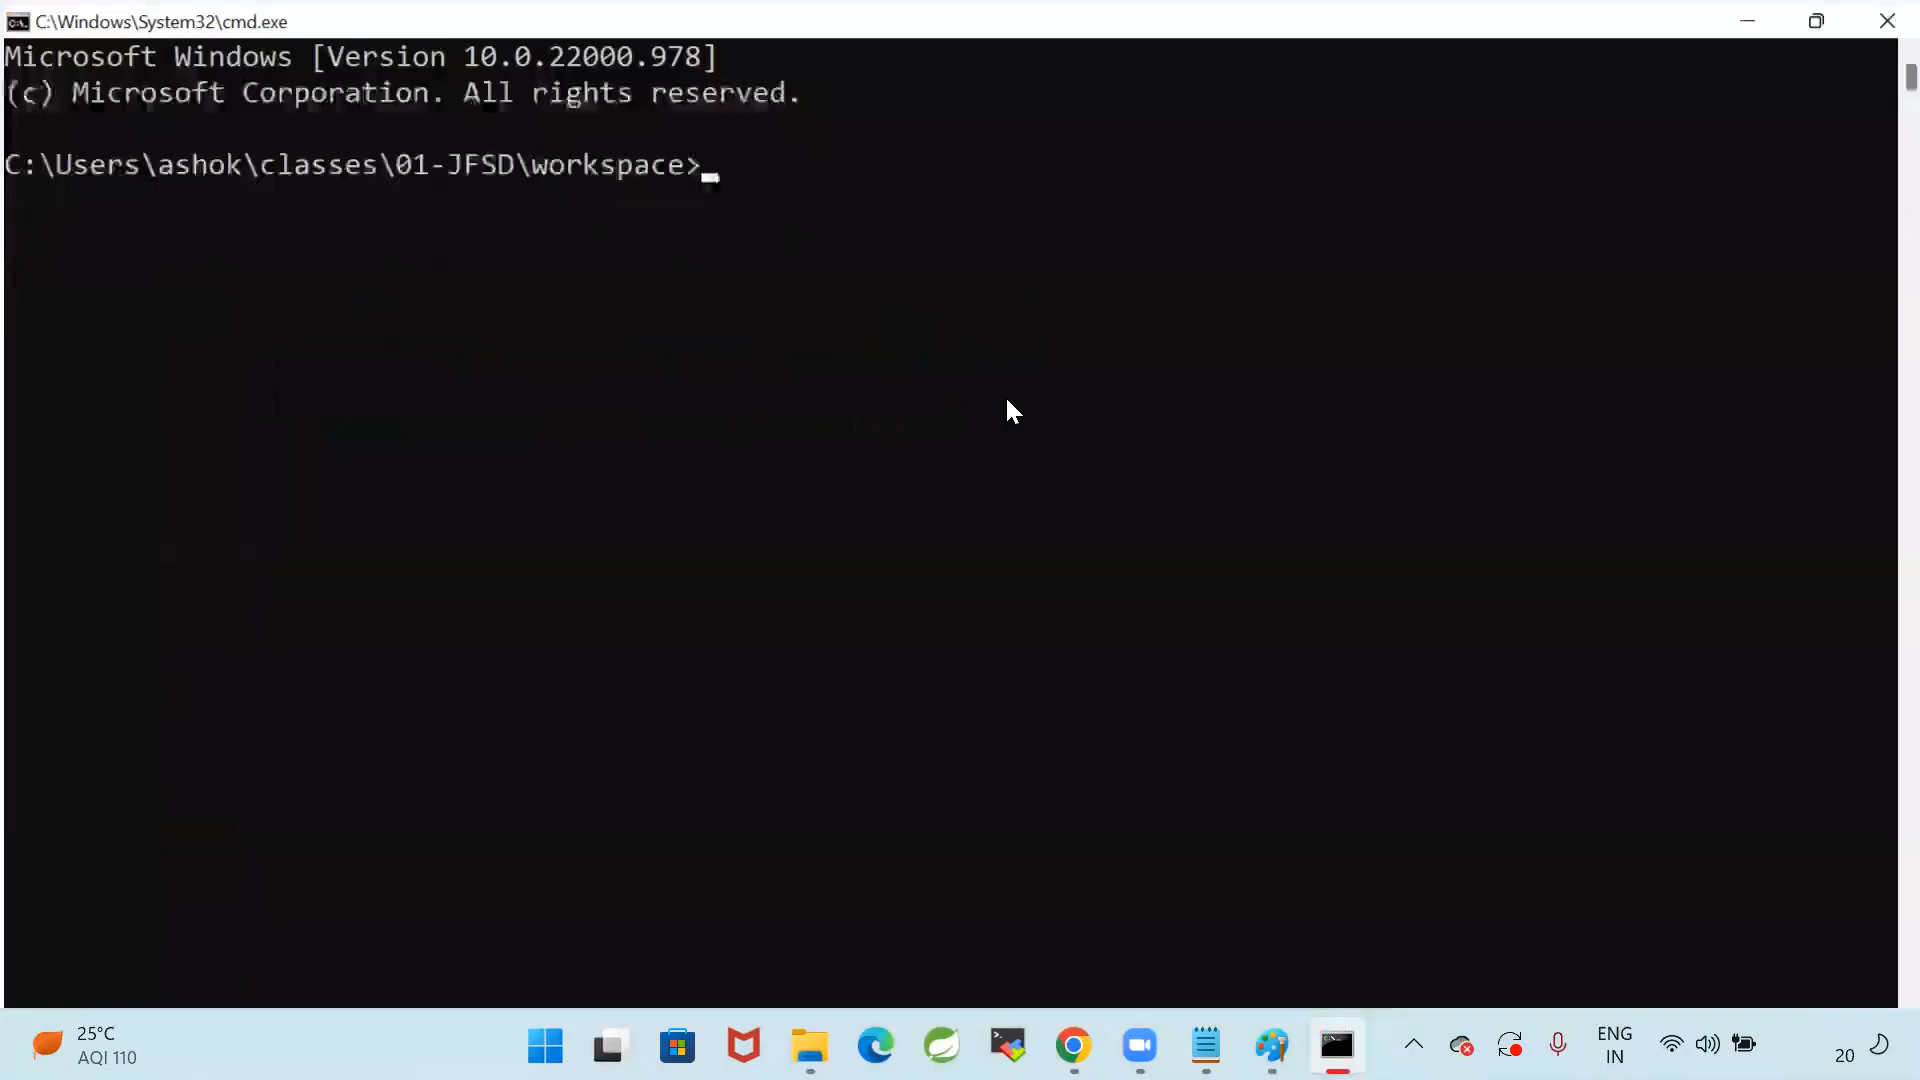 C:\Windows\System32\cmd.exe
Microsoft Windows [Version 10.0.22000.978]
(c) Microsoft Corporation. All rights reserved.
C:\Users\ashok\classes\01-JFSD\workspace>
25°C
AQI 110
ENG
IN
20